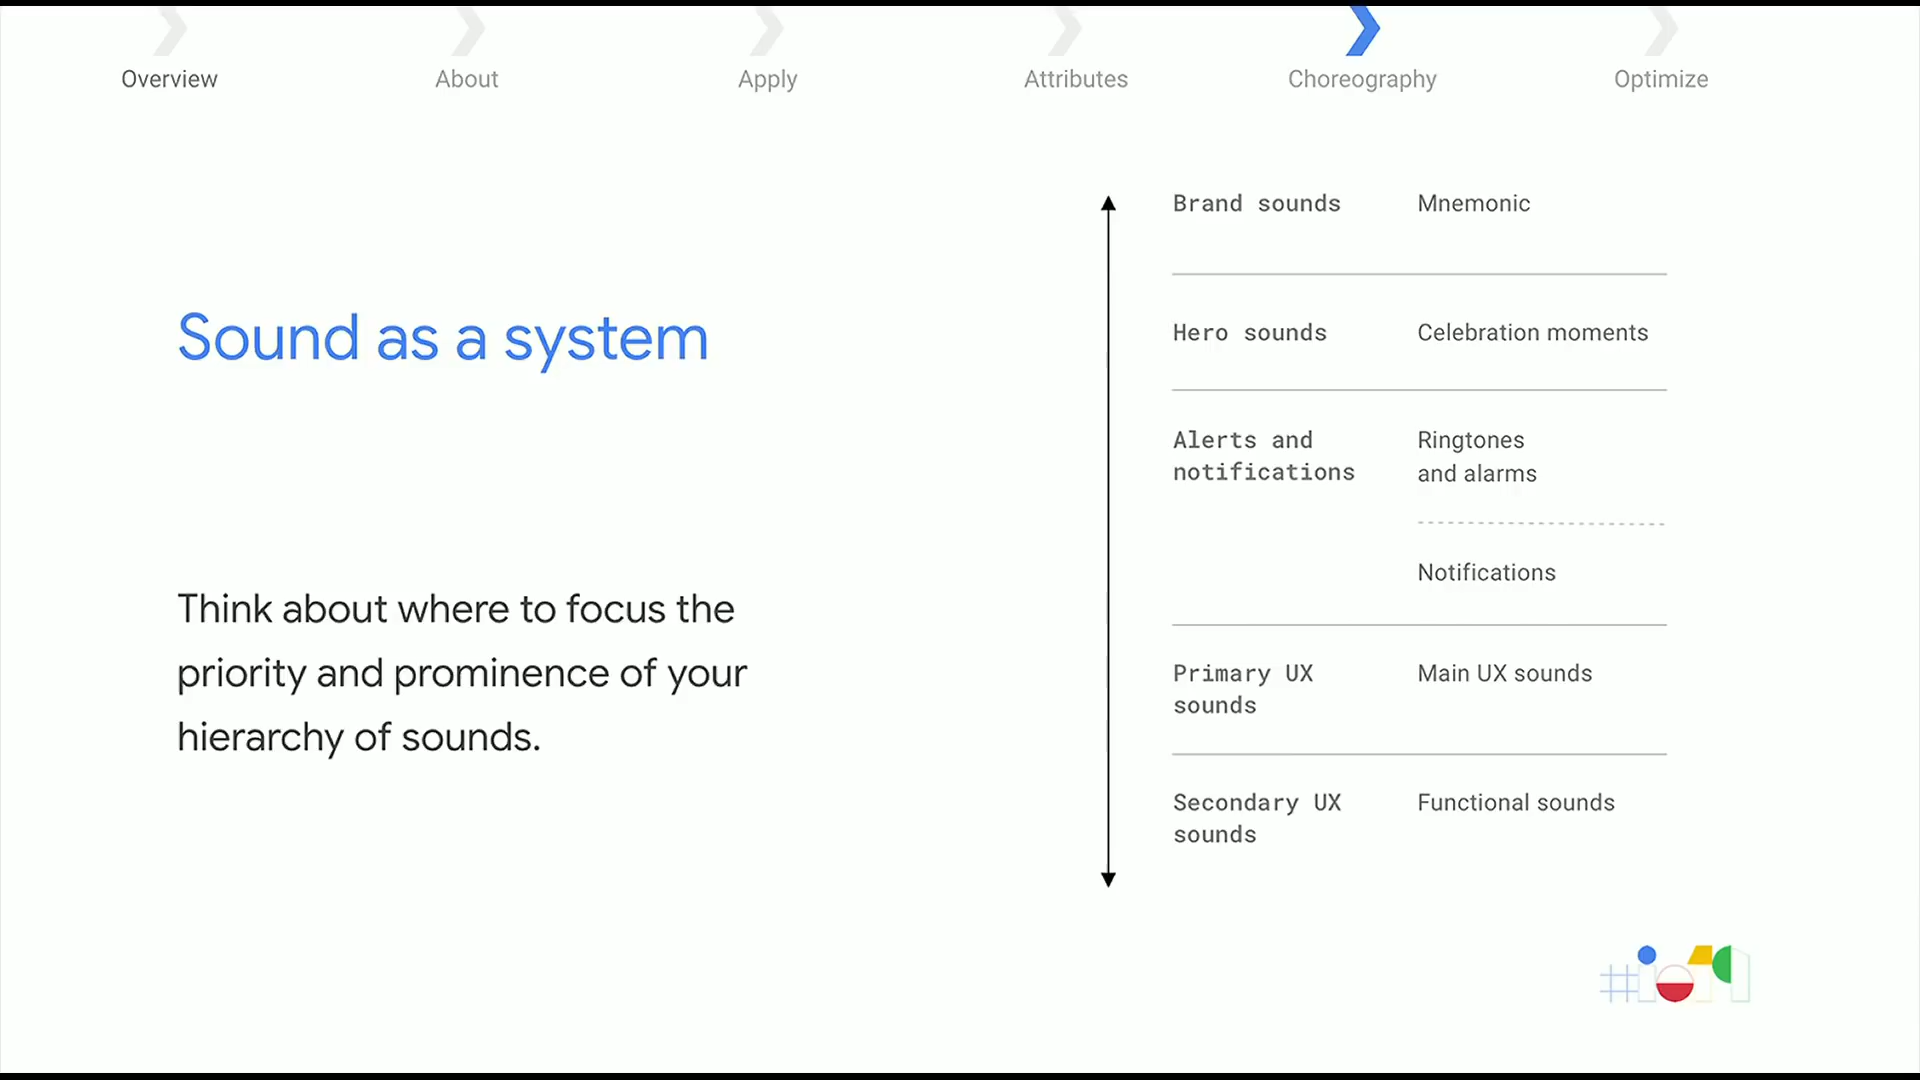 Overview
About
Apply
Attributes
Choreography
Optimize
Sound as a system
Think about where to focus the
priority and prominence of your
hierarchy of sounds.
Brand sounds
Mnemonic
Hero sounds
Celebration moments
Alerts and
notifications
Ringtones
and alarms
Notifications
Primary UX
sounds
Main UX sounds
Secondary UX
sounds
Functional sounds
#io19